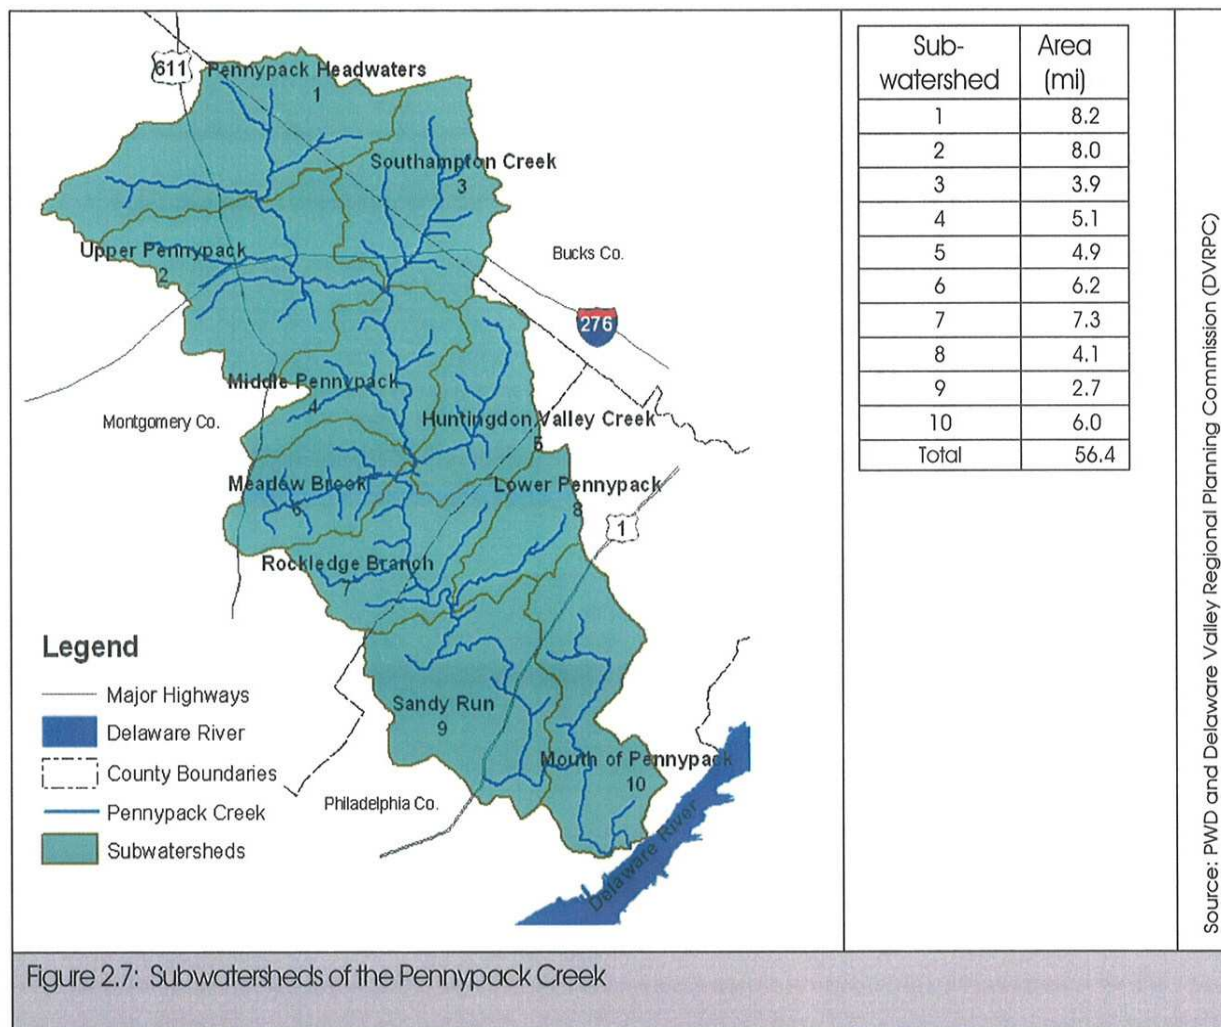 611
Pennypack Headwaters
1
Southampton Creek
3
Upper Pennypack
2
Bucks Co.
276
Middle Pennypack
4
Montgomery Co.
Huntingdon Valley Creek
5
Meadow Brook
6
Lower Pennypack
8
1
Rockledge Branch
7
Sandy Run
9
Mouth of Pennypack
10
Philadelphia Co.
Delaware River
Legend
Major Highways
Delaware River
County Boundaries
Pennypack Creek
Subwatersheds
Sub-
watershed
Area
(mi)
1 8.2
2 8.0
3 3.9
4 5.1
5 4.9
6 6.2
7 7.3
8 4.1
9 2.7
10 6.0
Total 56.4
Source: PWD and Delaware Valley Regional Planning Commission (DVRPC)
Figure 2.7: Subwatersheds of the Pennypack Creek